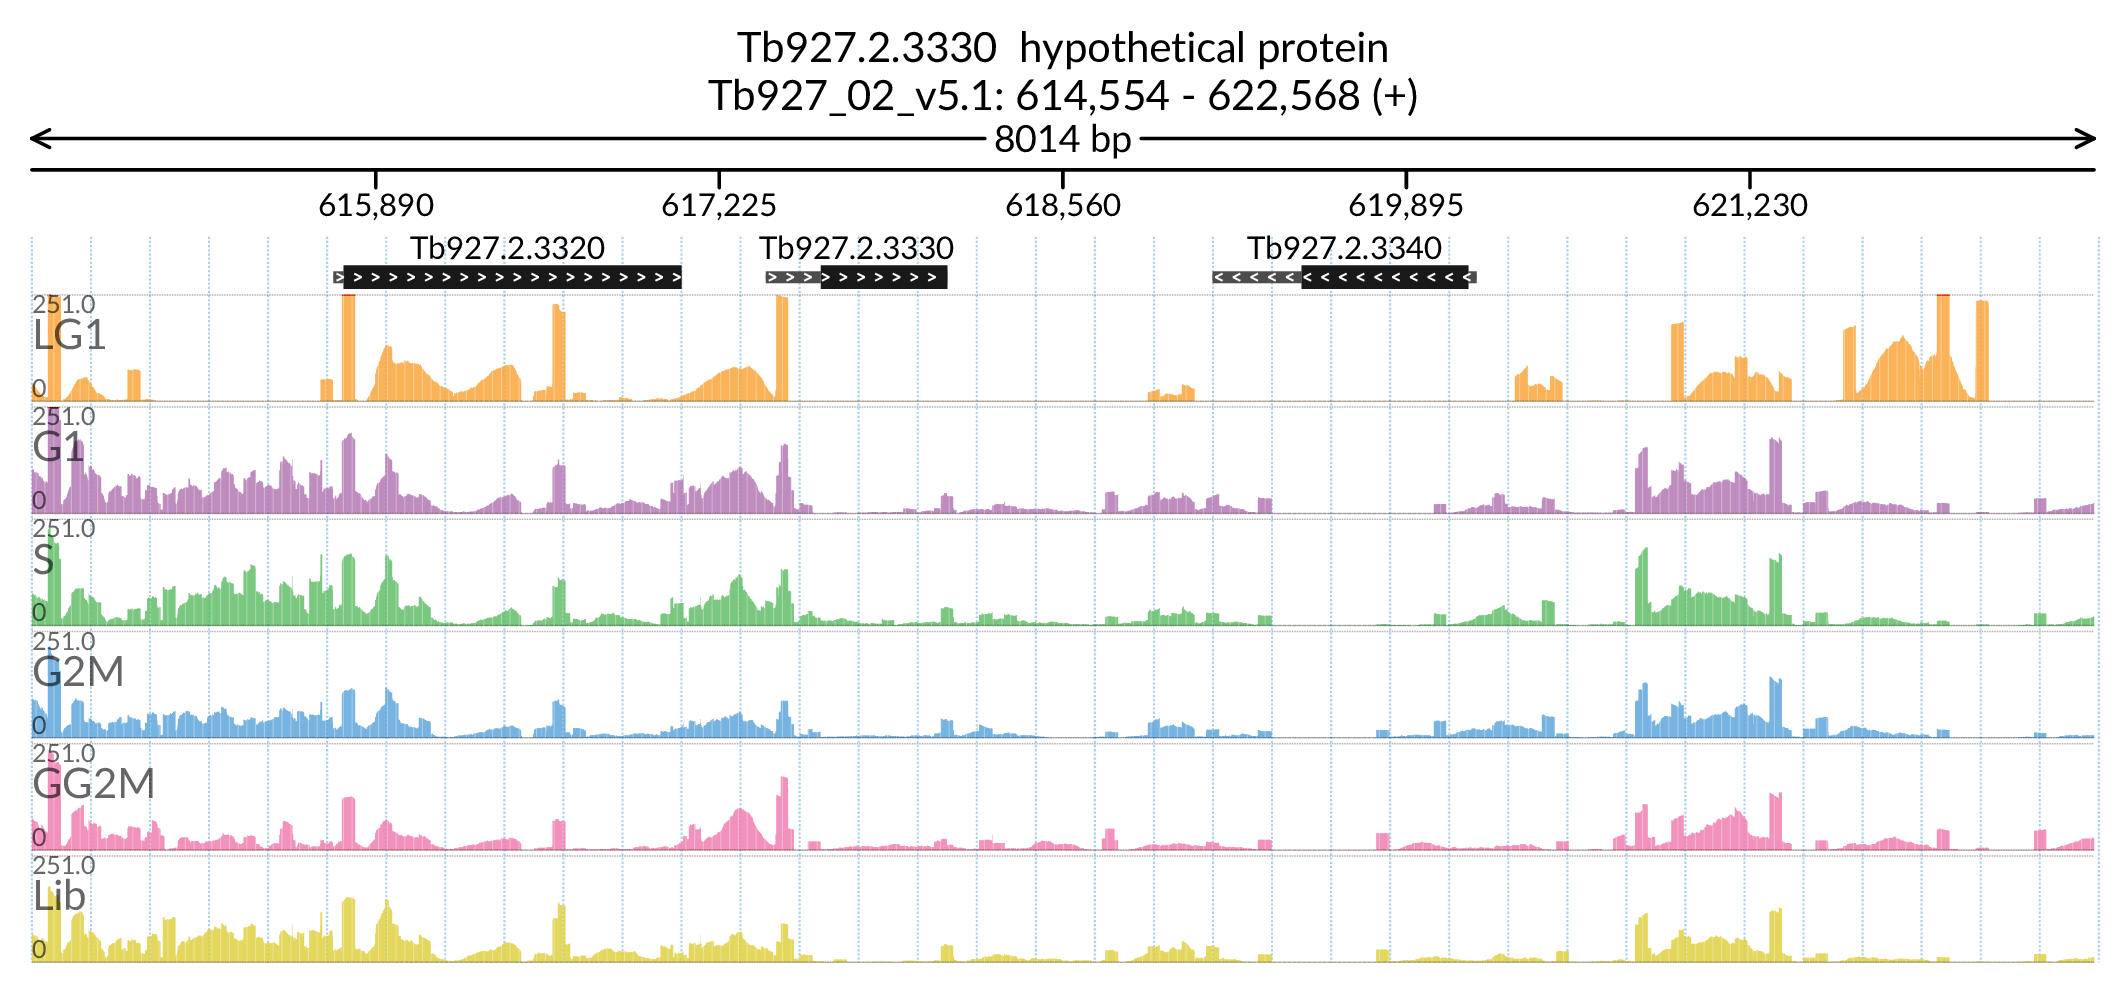 Tb927.2.3330  hypothetical protein
Tb927_02_v5.1: 614,554 - 622,568 (+)
8014 bp
615,890 617,225 618,560 619,895 621,230
Tb927.2.3320 Tb927.2.3330 Tb927.2.3340
251.0
LG1
0
251.0
G1
0
251.0
S
0
251.0
G2M
0
251.0
GG2M
0
251.0
Lib
0